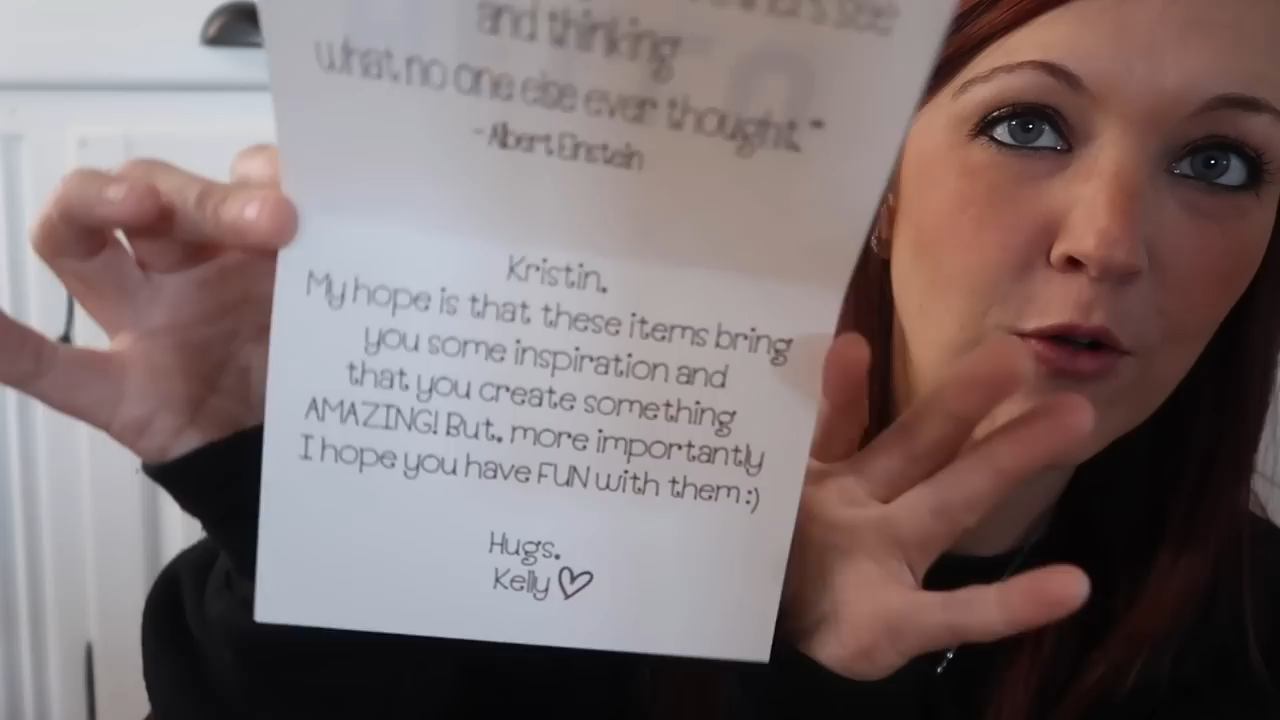 and thinking
what no one else ever thought."
- Albert Einstein
Kristin,
My hope is that these items bring
you some inspiration and
that you create something
AMAZING! But, more importantly
I hope you have FUN with them :)
Hugs,
Kelly ♡